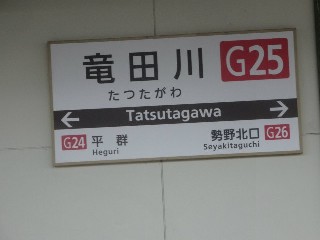 竜田川 G25
たつたがわ
Tatsutagawa
G24 平群 勢野北口 G26
Heguri Seyakitaguchi